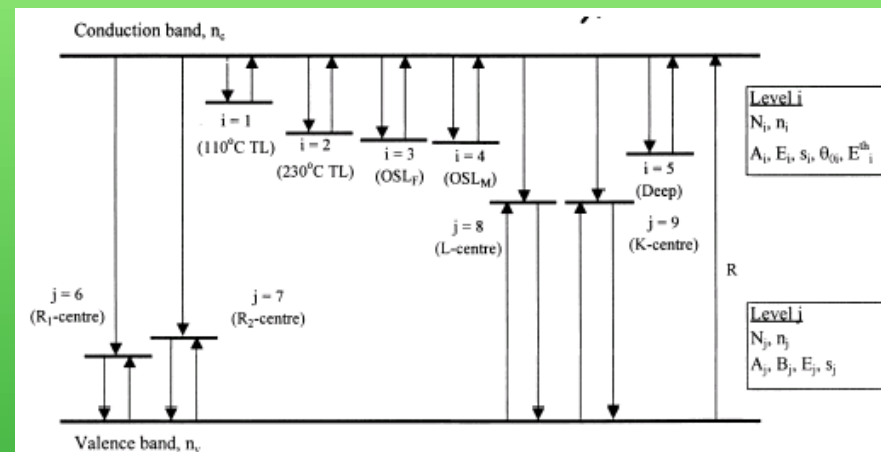 Conduction band, n_c
i = 1
(110°C TL)
i = 2
(230°C TL)
i = 3
(OSL_F)
i = 4
(OSL_M)
i = 5
(Deep)
Level i
N_i, n_i
A_i, E_i, s_i, θ_0i, E^th_i
j = 8
(L-centre)
j = 9
(K-centre)
R
j = 6
(R_1-centre)
j = 7
(R_2-centre)
Level j
N_j, n_j
A_j, B_j, E_j, s_j
Valence band, n_v